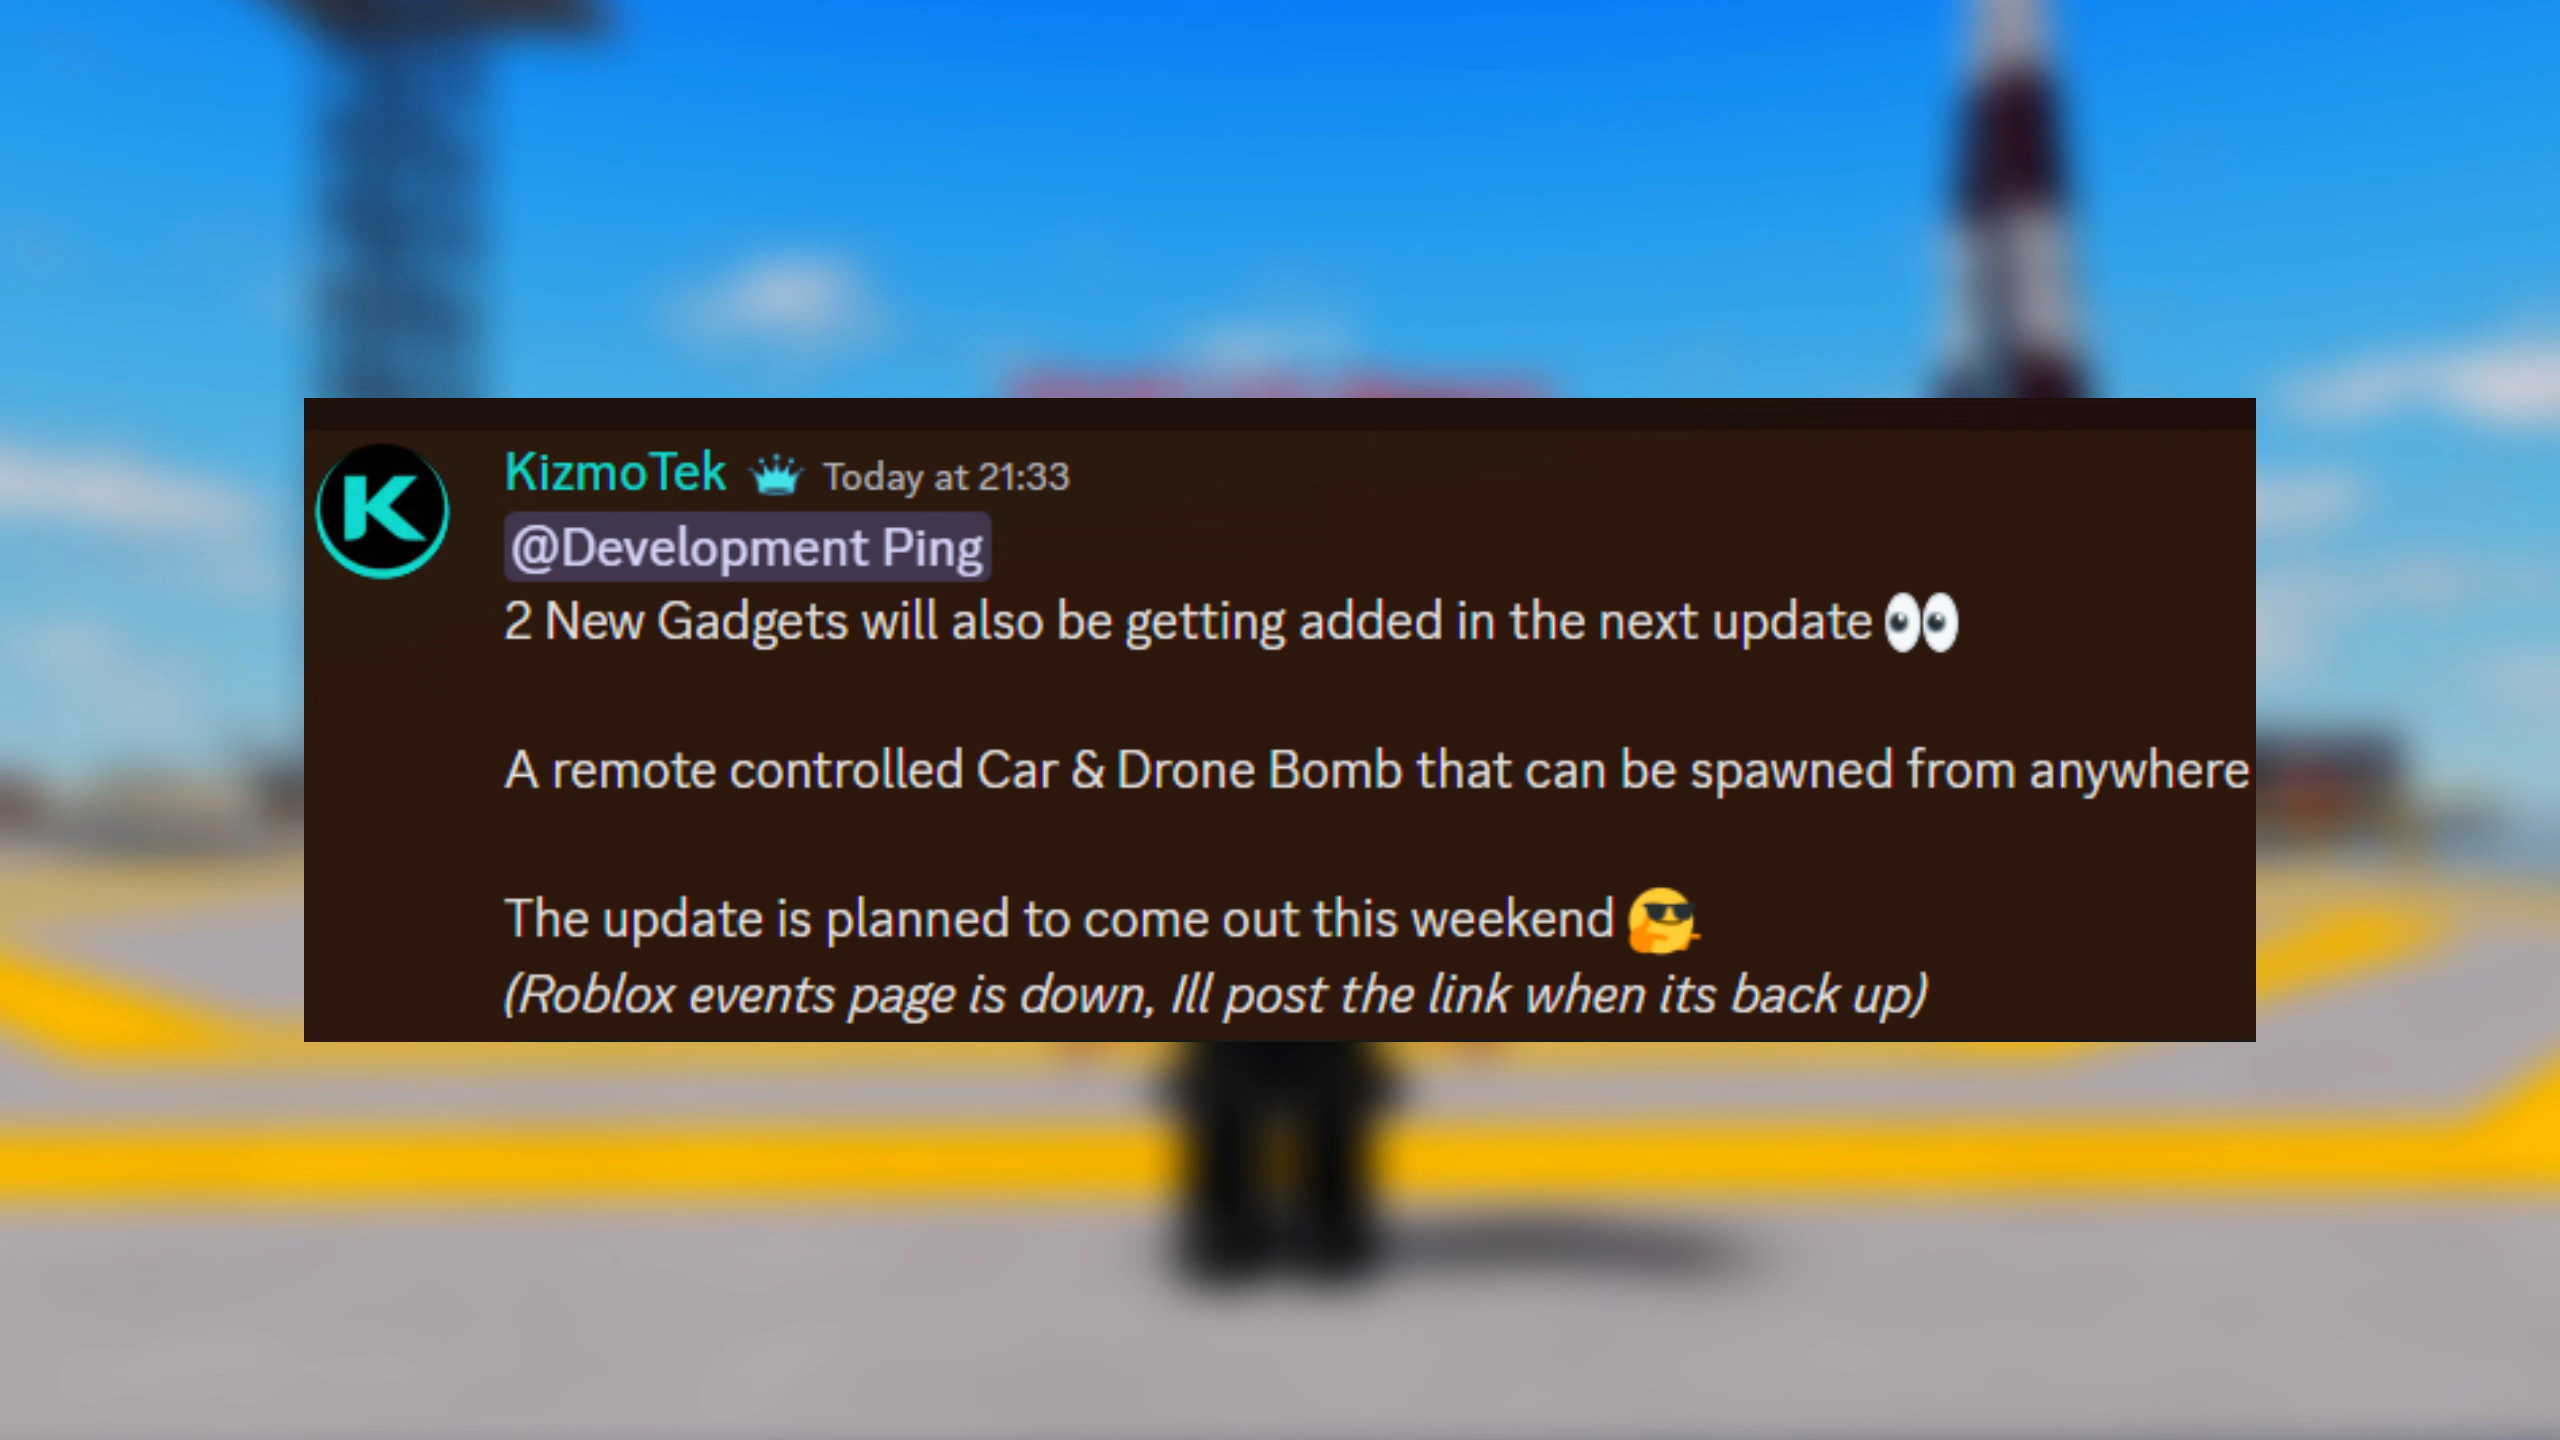 K
KizmoTek Today at 21:33
@Development Ping
2 New Gadgets will also be getting added in the next update 👀
A remote controlled Car & Drone Bomb that can be spawned from anywhere
The update is planned to come out this weekend
(Roblox events page is down, Ill post the link when its back up)